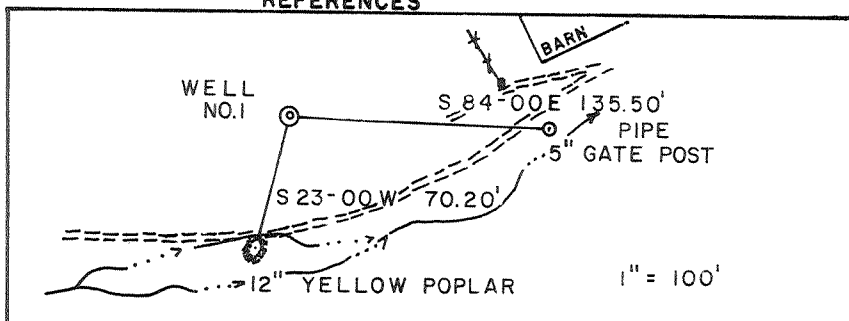 REFERENCES
BARN
WELL
NO.1
S 84-00E 135.50'
PIPE
5" GATE POST
S 23-00 W 70.20'
12" YELLOW POPLAR
1" = 100'